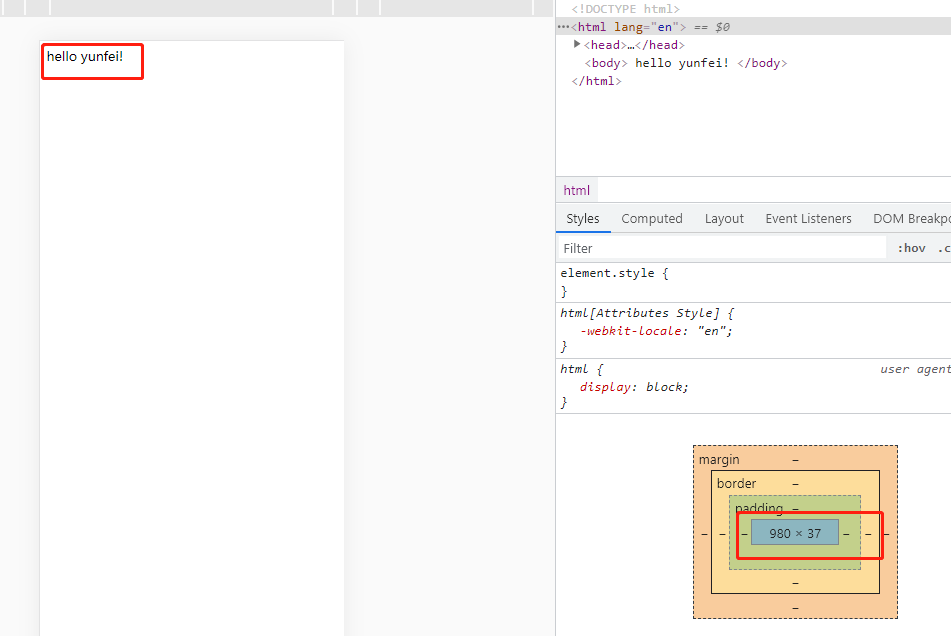 hello yunfei!
<!DOCTYPE html>
···<html lang="en"> == $0
▶<head>…</head>
<body> hello yunfei! </body>
</html>
html
Styles Computed Layout Event Listeners DOM Breakpo
Filter :hov .c
element.style {
}
html[Attributes Style] {
-webkit-locale: "en";
}
html { user agent
display: block;
}
margin –
border –
padding –
– – – 980 × 37 – – –
–
–